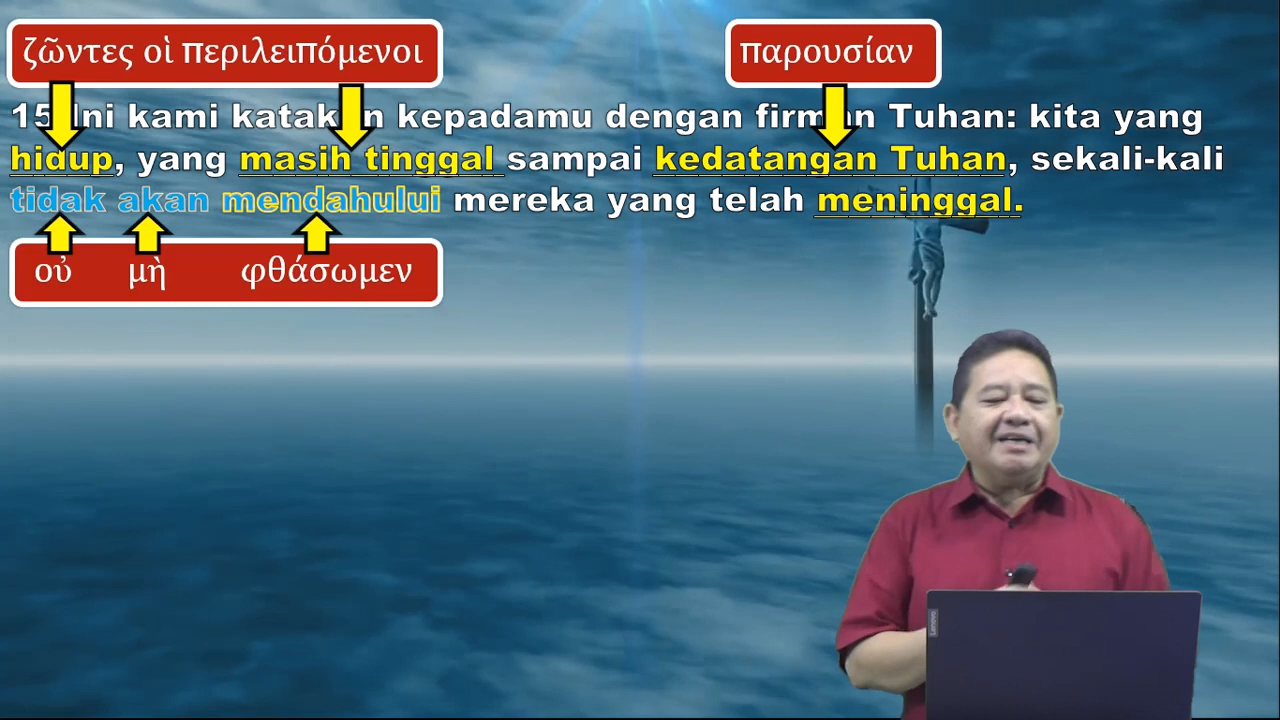 ζῶντες οἱ περιλειπόμενοι
παρουσίαν
15 Ini kami katakan kepadamu dengan firman Tuhan: kita yang
hidup, yang masih tinggal sampai kedatangan Tuhan, sekali-kali
tidak akan mendahului mereka yang telah meninggal.
οὐ μὴ φθάσωμεν
Lenovo